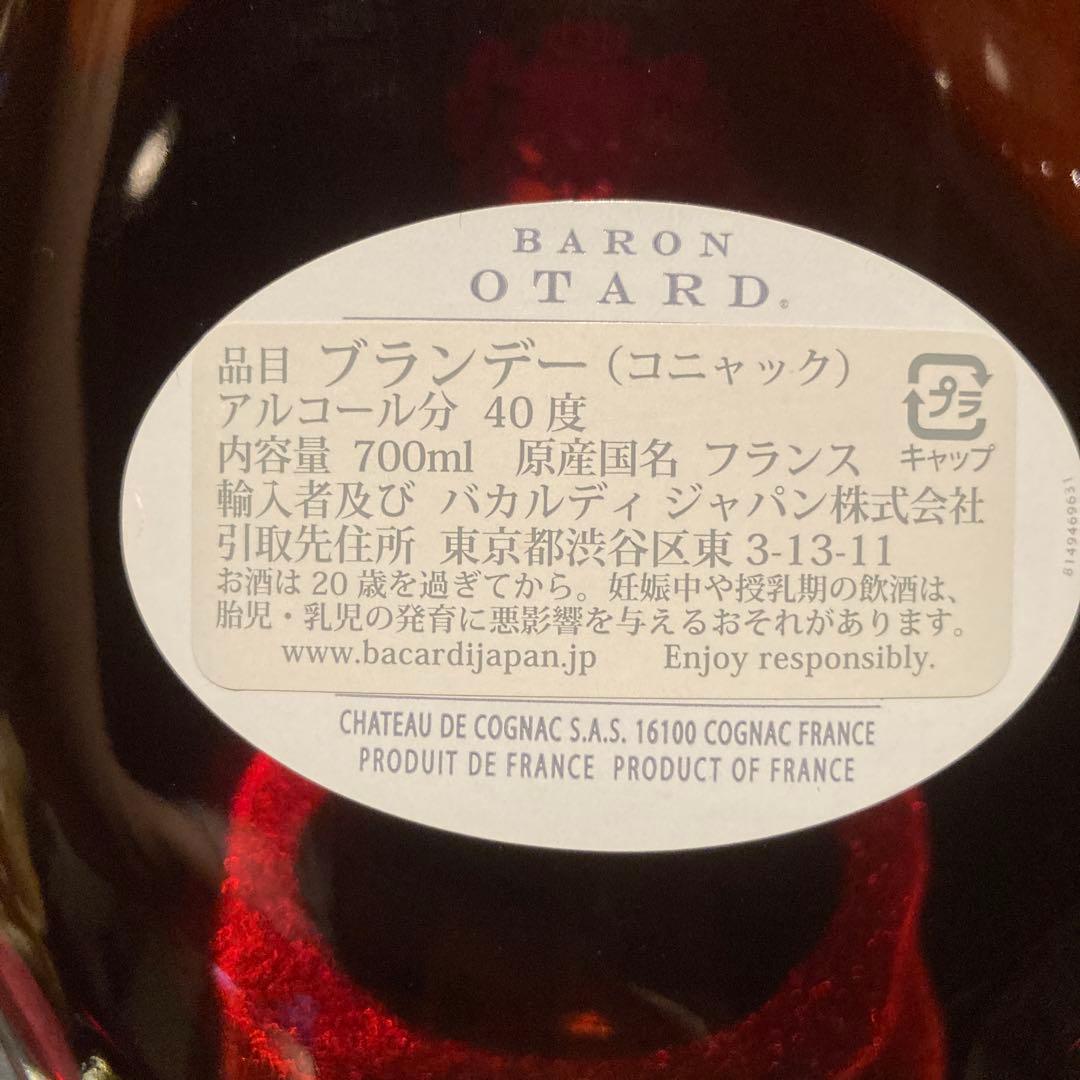 BARON
OTARD®
品目 ブランデー（コニャック）
アルコール分 40度
内容量 700ml 原産国名 フランス
プラ
キャップ
輸入者及び バカルディ ジャパン株式会社
引取先住所 東京都渋谷区東3-13-11
お酒は20歳を過ぎてから。妊娠中や授乳期の飲酒は、
胎児・乳児の発育に悪影響を与えるおそれがあります。
www.bacardijapan.jp Enjoy responsibly.
CHATEAU DE COGNAC S.A.S. 16100 COGNAC FRANCE
PRODUIT DE FRANCE PRODUCT OF FRANCE
8149469631